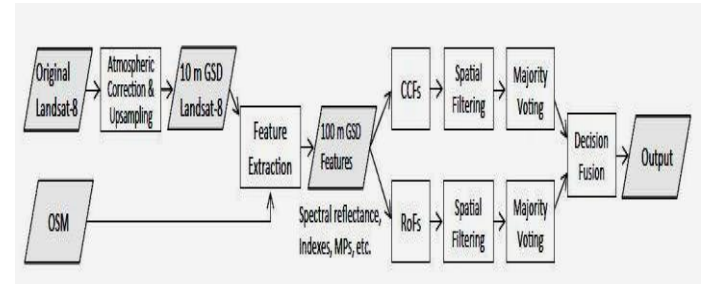 Original
Landsat-8
Atmospheric
Correction &
Upsampling
10 m GSD
Landsat-8
OSM
Feature
Extraction
100 m GSD
Features
Spectral reflectance,
Indexes, MPs, etc.
CCFs
Spatial
Filtering
Majority
Voting
RoFs
Spatial
Filtering
Majority
Voting
Decision
Fusion
Output